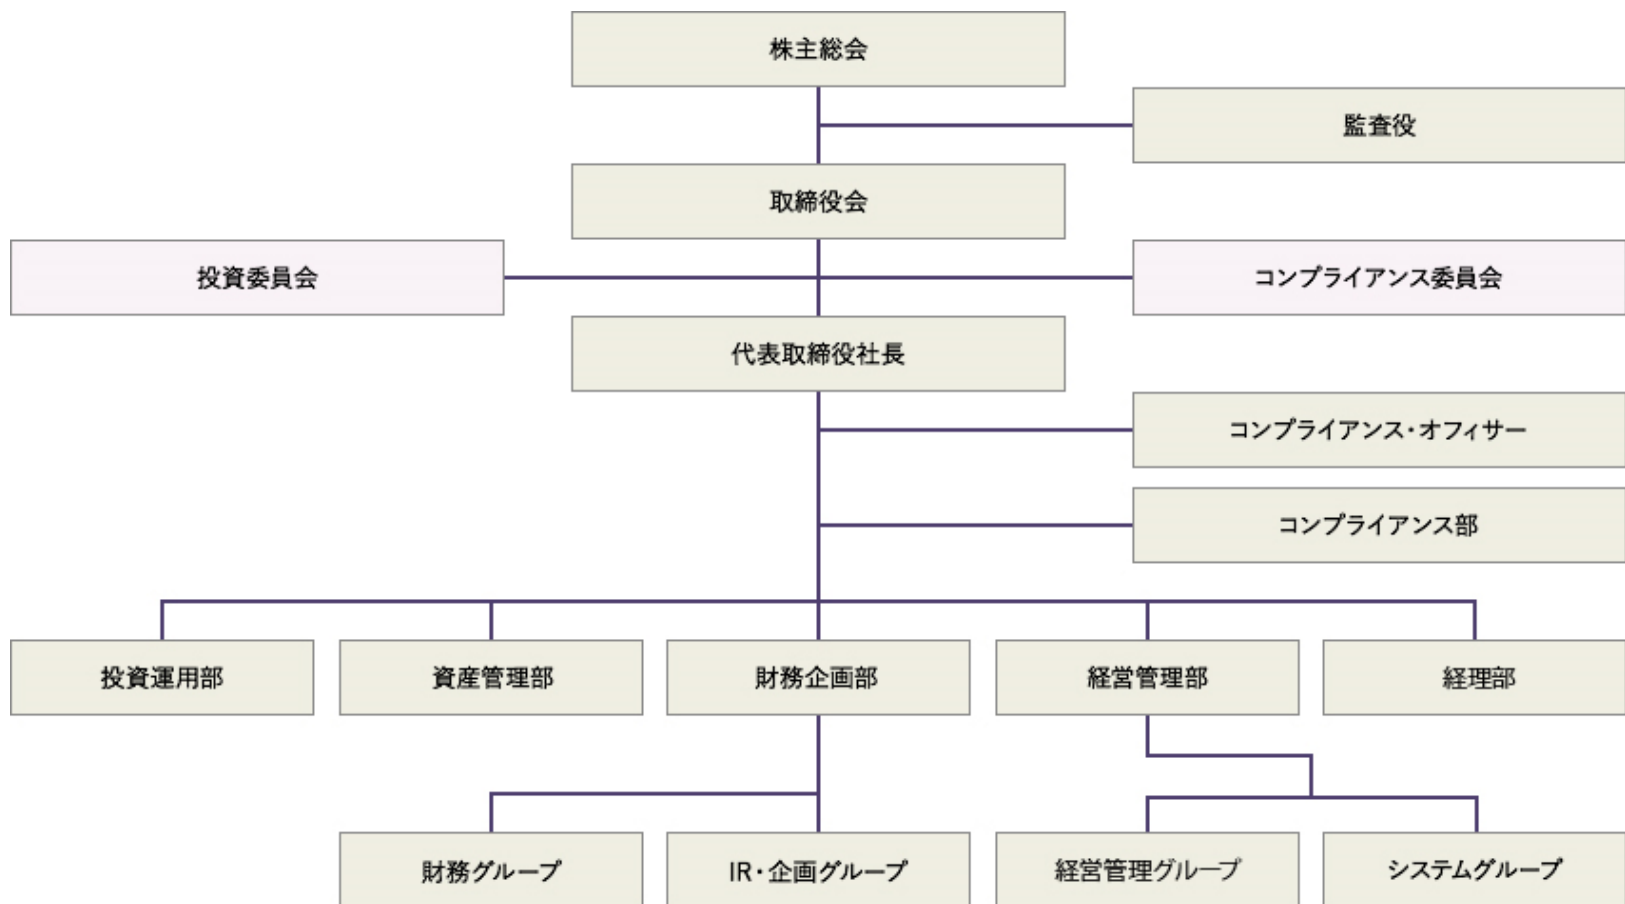 株主総会
監査役
取締役会
投資委員会
コンプライアンス委員会
代表取締役社長
コンプライアンス・オフィサー
コンプライアンス部
投資運用部
資産管理部
財務企画部
経営管理部
経理部
財務グループ
IR・企画グループ
経営管理グループ
システムグループ